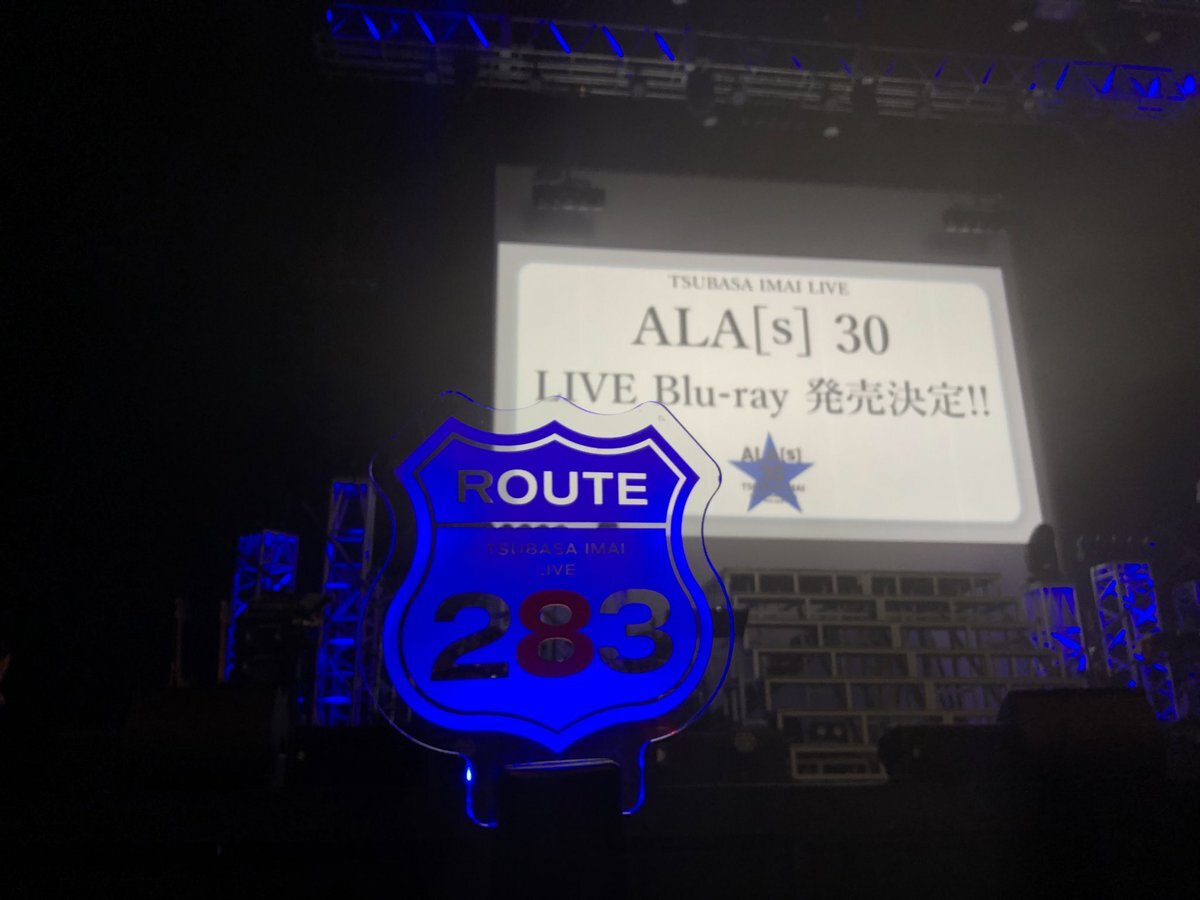 TSUBASA IMAI LIVE
ALA[s] 30
LIVE Blu-ray 発売決定!!
ALA[s]
ROUTE
TSUBASA IMAI
LIVE
283